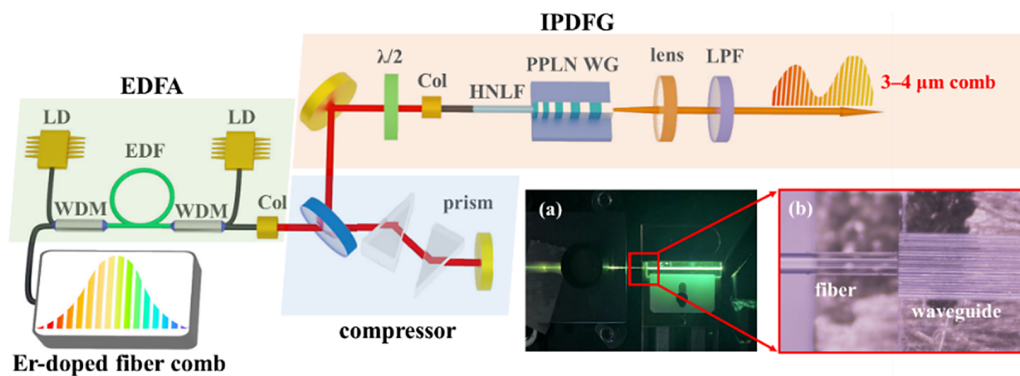 IPDFG
λ/2
Col
HNLF
PPLN WG
lens
LPF
3–4 μm comb
EDFA
LD
LD
EDF
WDM
WDM
Col
prism
compressor
Er-doped fiber comb
(a)
(b)
fiber
waveguide